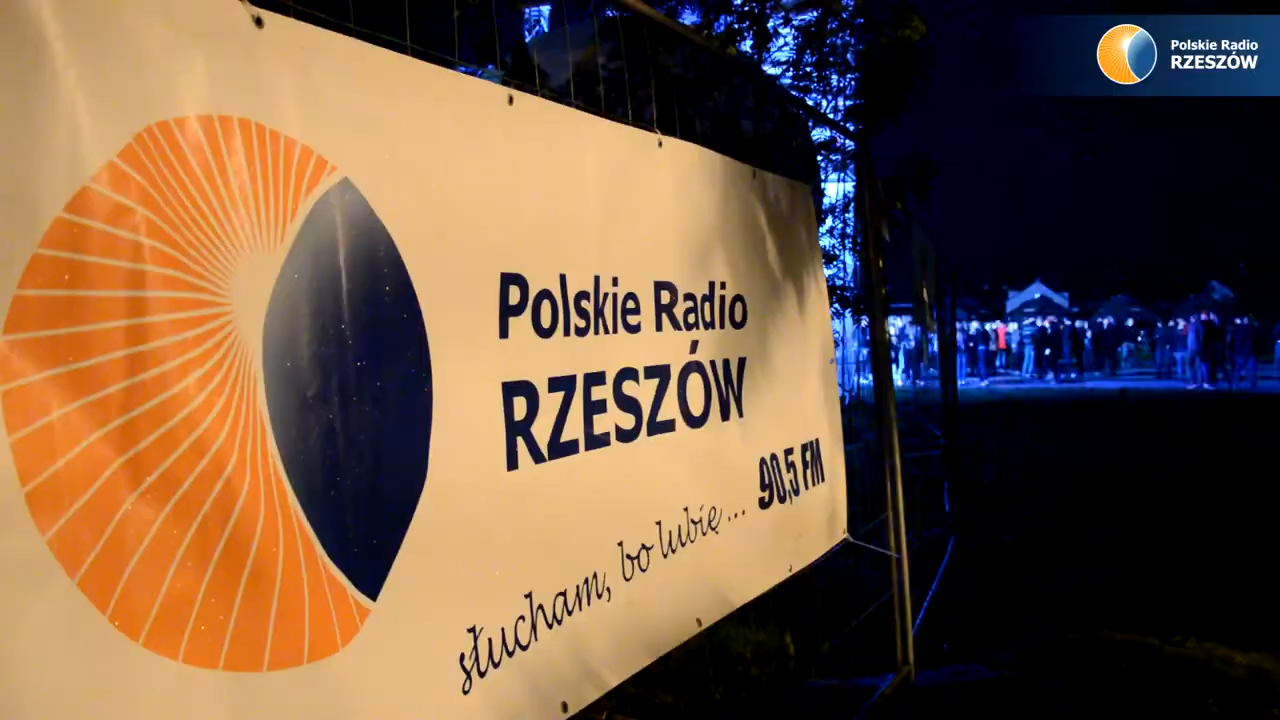 Polskie Radio
RZESZÓW
Polskie Radio
RZESZÓW
90,5 FM
słucham, bo lubię...